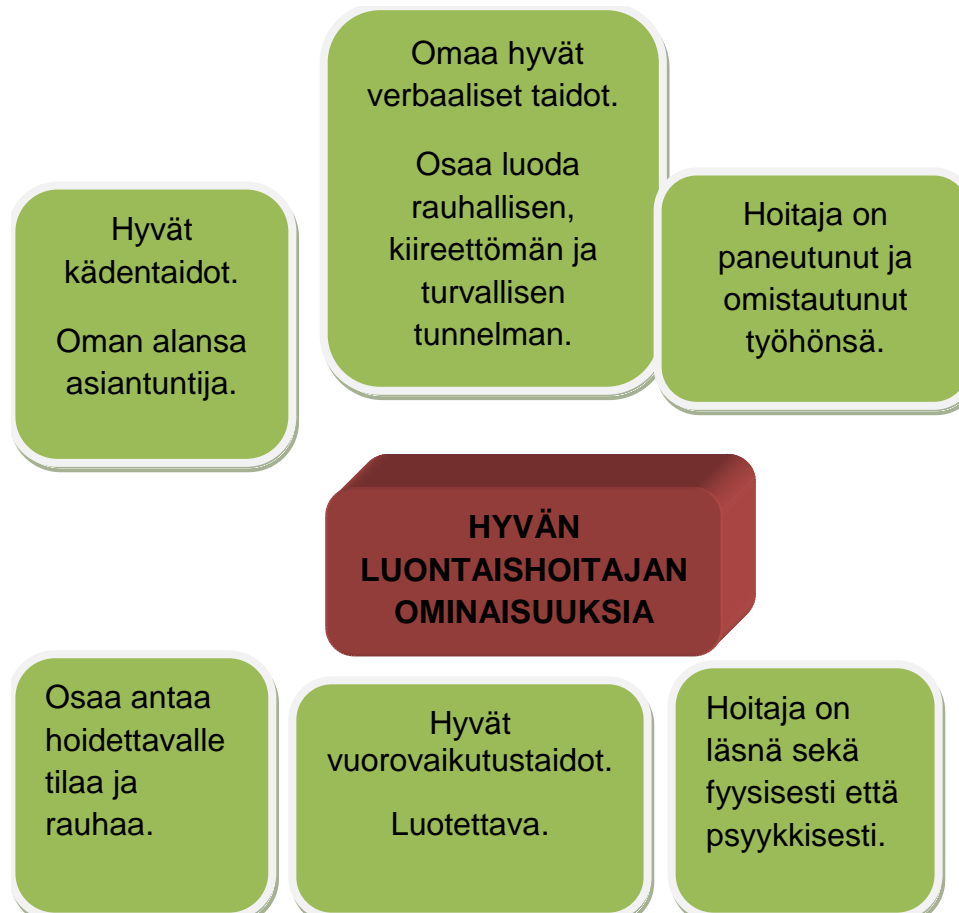 Omaa hyvät
verbaaliset taidot.
Osaa luoda
rauhallisen,
kiireettömän ja
turvallisen
tunnelman.
Hyvät
kädentaidot.
Oman alansa
asiantuntija.
Hoitaja on
paneutunut ja
omistautunut
työhönsä.
HYVÄN
LUONTAISHOITAJAN
OMINAISUUKSIA
Osaa antaa
hoidettavalle
tilaa ja
rauhaa.
Hyvät
vuorovaikutustaidot.
Luotettava.
Hoitaja on
läsnä sekä
fyysisesti että
psyykkisesti.